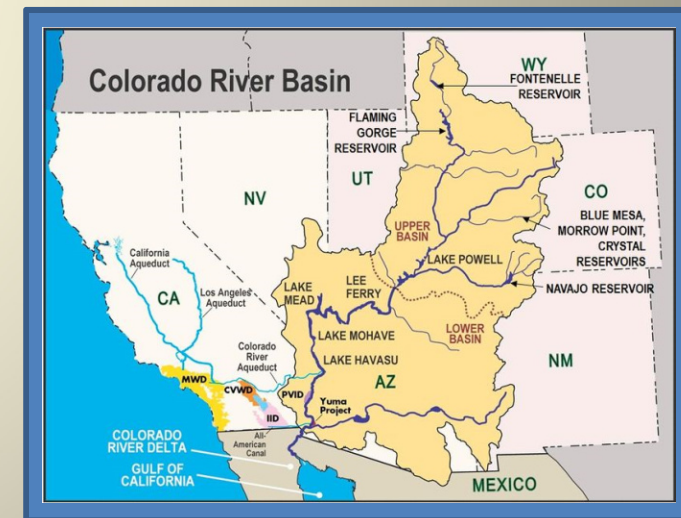 Colorado River Basin
WY
FONTENELLE
RESERVOIR
FLAMING
GORGE
RESERVOIR
UT
NV
CO
BLUE MESA,
MORROW POINT,
CRYSTAL
RESERVOIRS
UPPER
BASIN
California
Aqueduct
LAKE POWELL
Los Angeles
Aqueduct
LAKE
MEAD
LEE
FERRY
NAVAJO RESERVOIR
CA
LOWER
BASIN
LAKE MOHAVE
Colorado
River
Aqueduct
LAKE HAVASU
NM
MWD
CVWD
PVID
AZ
IID
Yuma
Project
All-
American
Canal
COLORADO
RIVER DELTA
GULF OF
CALIFORNIA
MEXICO